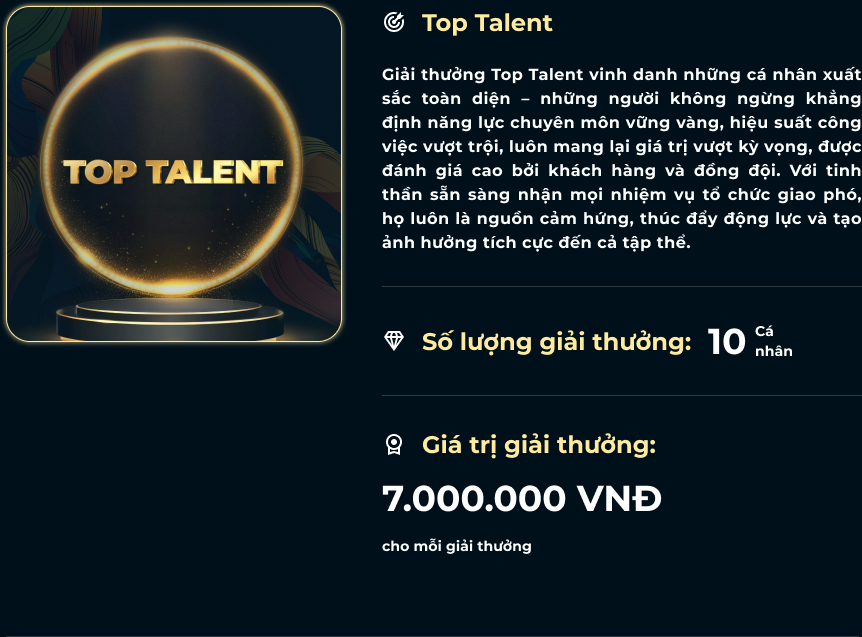 TOP TALENT
Top Talent
Giải thưởng Top Talent vinh danh những cá nhân xuất
sắc toàn diện – những người không ngừng khẳng
định năng lực chuyên môn vững vàng, hiệu suất công
việc vượt trội, luôn mang lại giá trị vượt kỳ vọng, được
đánh giá cao bởi khách hàng và đồng đội. Với tinh
thần sẵn sàng nhận mọi nhiệm vụ tổ chức giao phó,
họ luôn là nguồn cảm hứng, thúc đẩy động lực và tạo
ảnh hưởng tích cực đến cả tập thể.
Số lượng giải thưởng: 10 Cá
nhân
Giá trị giải thưởng:
7.000.000 VNĐ
cho mỗi giải thưởng